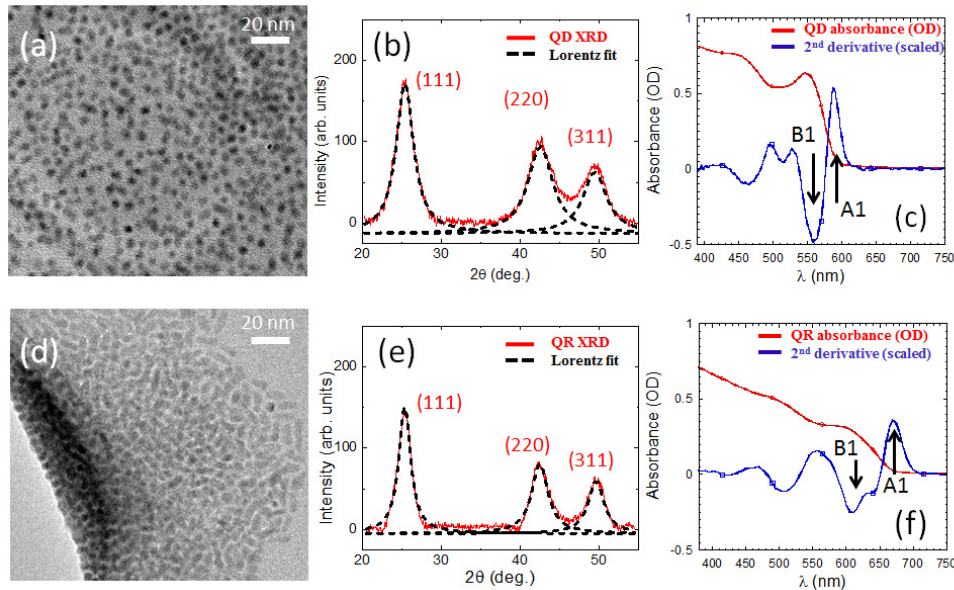 (a)
20 nm
(b)
QD XRD
Lorentz fit
(111)
(220)
(311)
Intensity (arb. units)
200
100
0
20
30
40
50
2θ (deg.)
QD absorbance (OD)
2nd derivative (scaled)
B1
A1
(c)
Absorbance (OD)
1
0.5
0
-0.5
400 450 500 550 600 650 700 750
λ (nm)
(d)
20 nm
(e)
QR XRD
Lorentz fit
(111)
(220)
(311)
Intensity (arb. units)
200
100
0
20
30
40
50
2θ (deg.)
QR absorbance (OD)
2nd derivative (scaled)
B1
A1
(f)
Absorbance (OD)
1
0.5
0
-0.5
400 450 500 550 600 650 700 750
λ (nm)